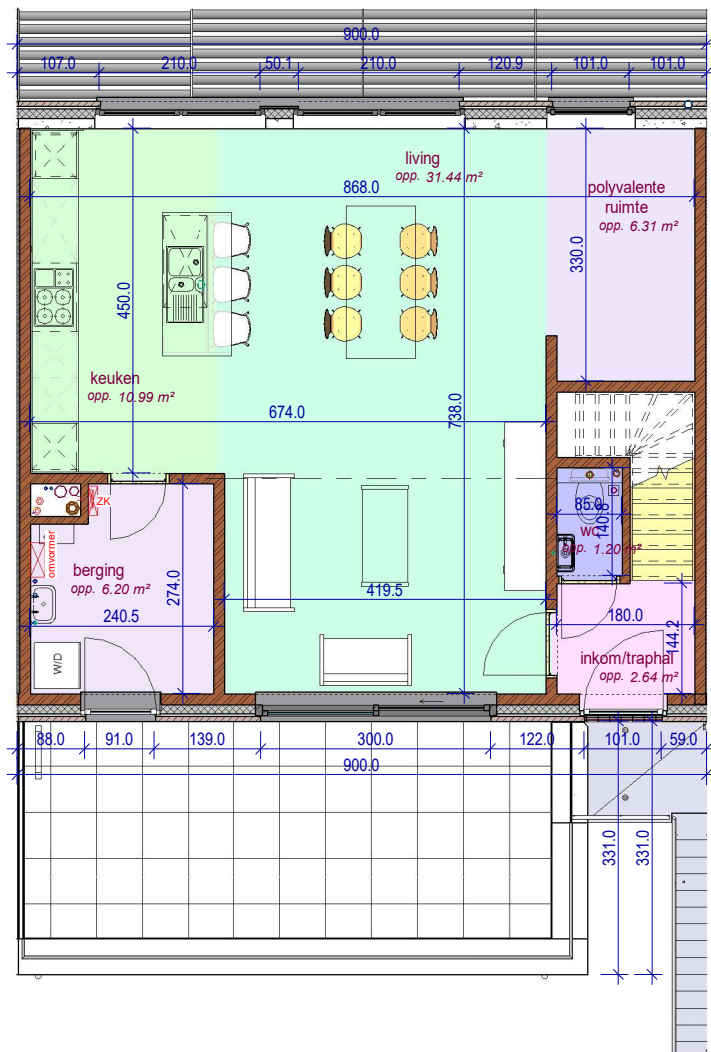 900.0
107.0 210.0 50.1 210.0 120.9 101.0 101.0
living
opp. 31.44 m²
868.0
polyvalente
ruimte
opp. 6.31 m²
330.0
450.0
keuken
opp. 10.99 m²
674.0
738.0
ZK
omvormer
85.0
140.8
wc
opp. 1.20 m²
berging
opp. 6.20 m²
274.0
240.5
419.5
180.0
144.2
W/D
inkom/traphal
opp. 2.64 m²
88.0 91.0 139.0 300.0 122.0 101.0 59.0
900.0
331.0
331.0